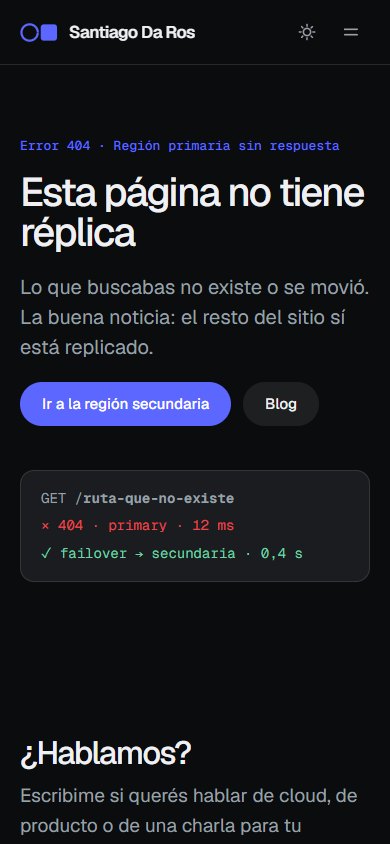 Santiago Da Ros
Error 404 · Región primaria sin respuesta
Esta página no tiene
réplica
Lo que buscabas no existe o se movió.
La buena noticia: el resto del sitio sí
está replicado.
Ir a la región secundaria
Blog
GET /ruta-que-no-existe
× 404 · primary · 12 ms
✓ failover → secundaria · 0,4 s
¿Hablamos?
Escribime si querés hablar de cloud, de
producto o de una charla para tu